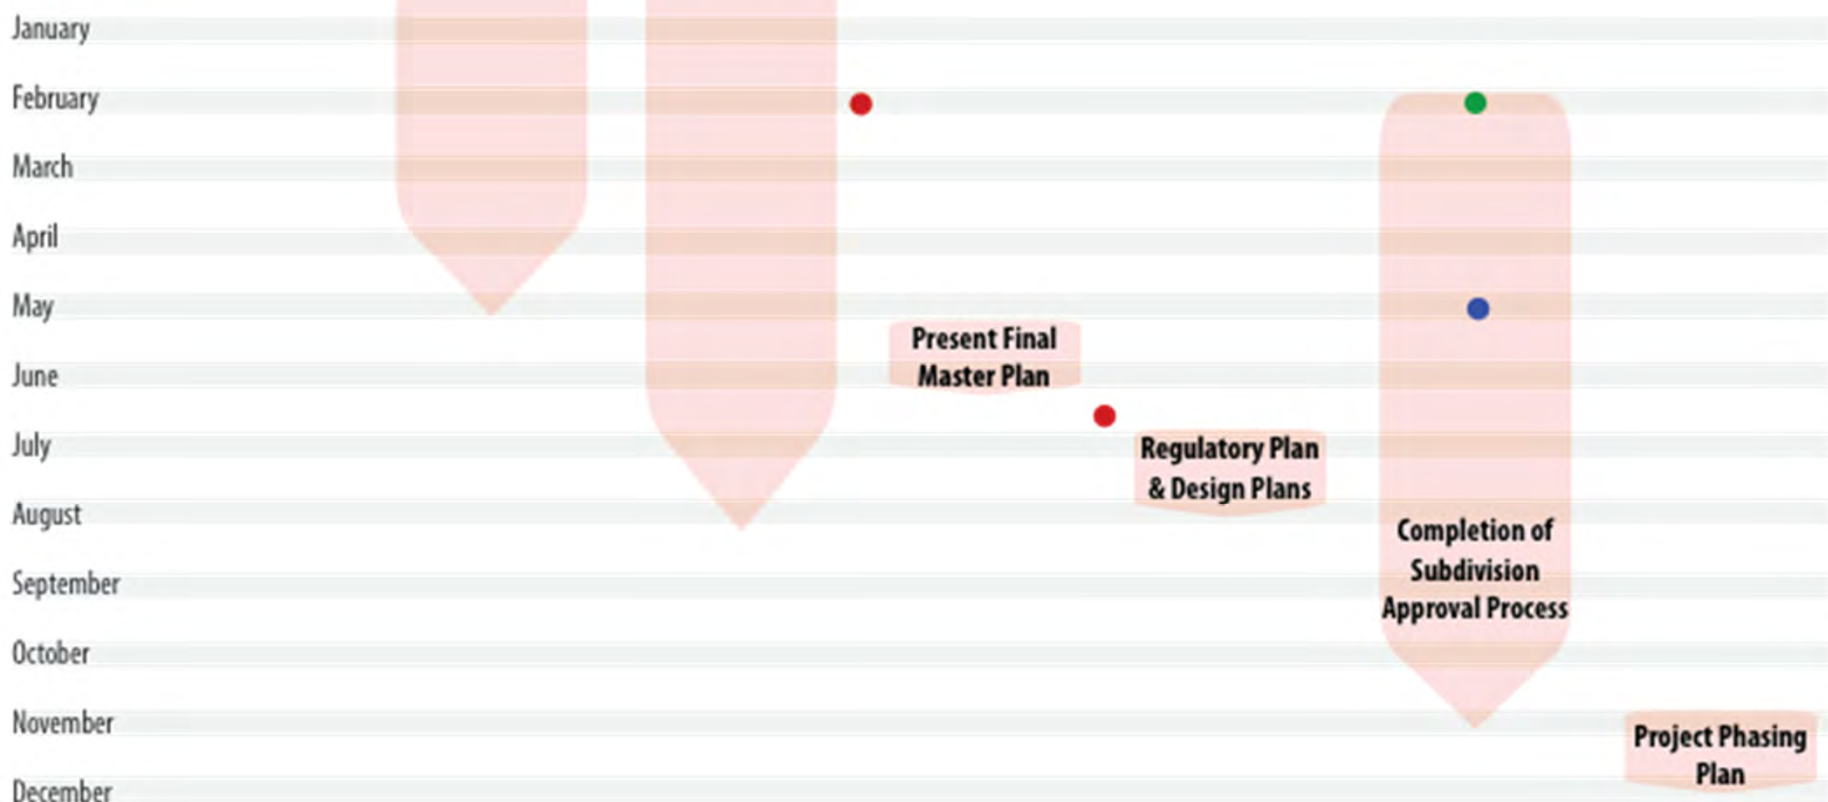 January
February
March
April
May
Present Final
Master Plan
June
July
Regulatory Plan
& Design Plans
August
Completion of
Subdivision
Approval Process
September
October
November
Project Phasing
Plan
December